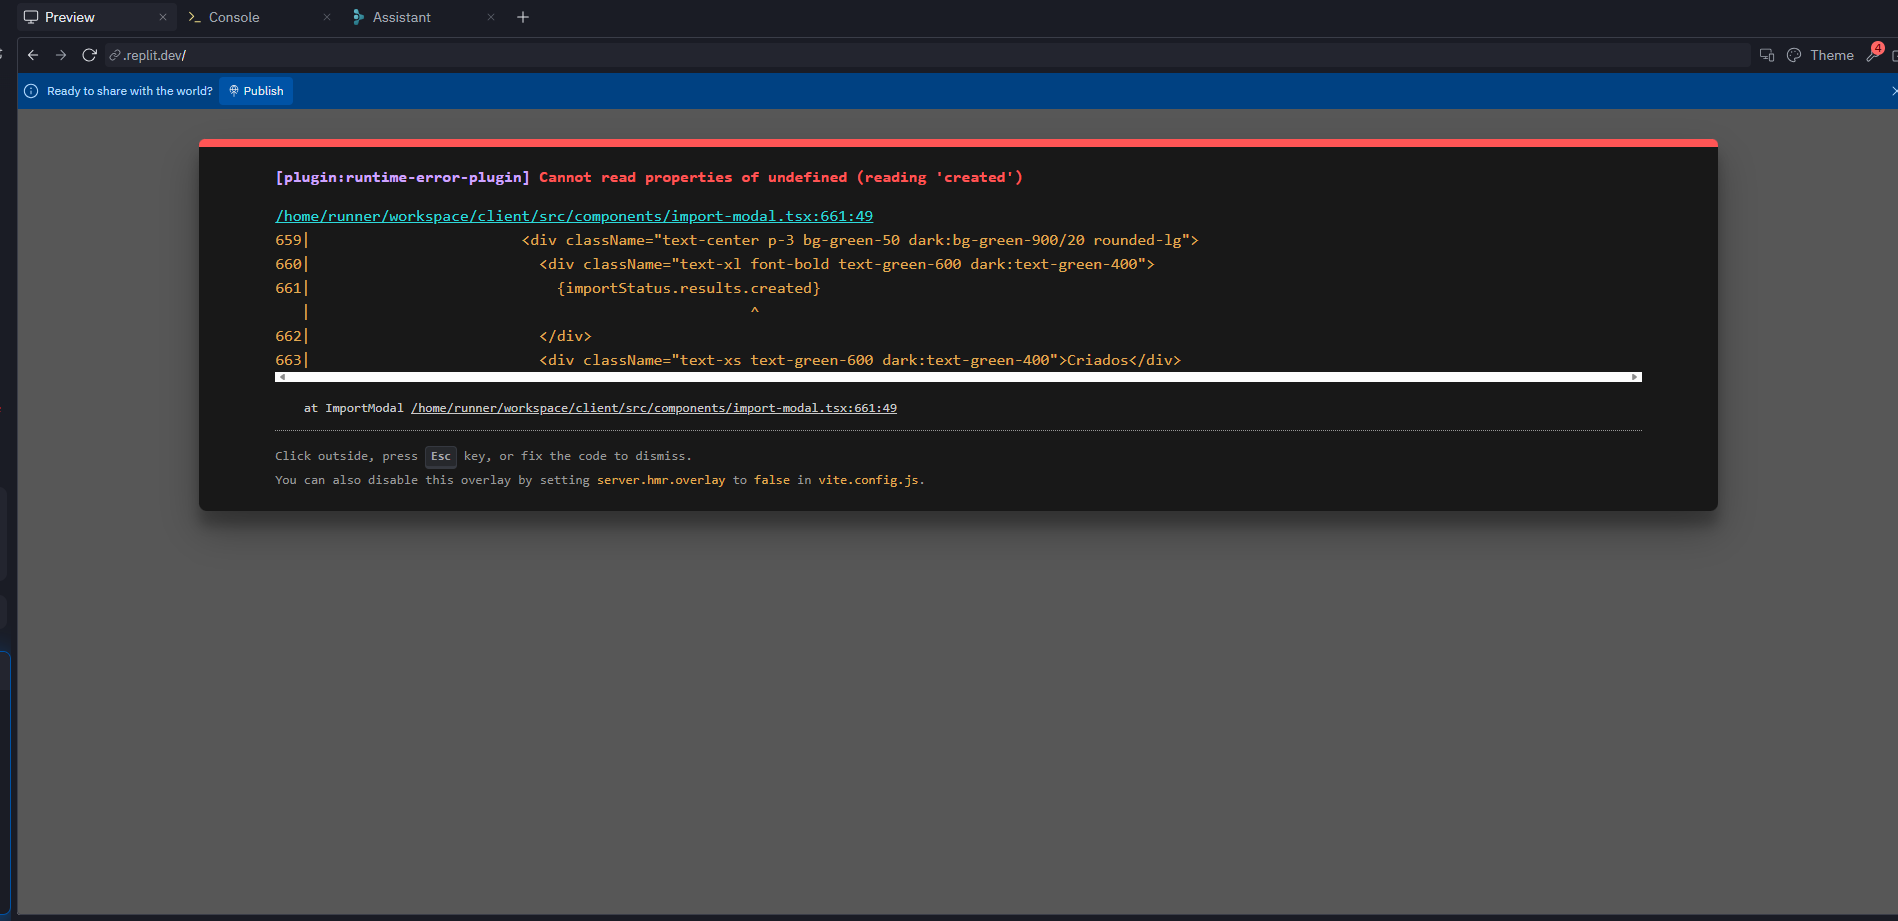 Preview
Console
Assistant
.replit.dev/
Theme
4
Ready to share with the world?
Publish
[plugin:runtime-error-plugin] Cannot read properties of undefined (reading 'created')
/home/runner/workspace/client/src/components/import-modal.tsx:661:49
659|                        <div className="text-center p-3 bg-green-50 dark:bg-green-900/20 rounded-lg">
660|                          <div className="text-xl font-bold text-green-600 dark:text-green-400">
661|                            {importStatus.results.created}
   |                                                  ^
662|                          </div>
663|                          <div className="text-xs text-green-600 dark:text-green-400">Criados</div>
at ImportModal /home/runner/workspace/client/src/components/import-modal.tsx:661:49
Click outside, press Esc key, or fix the code to dismiss.
You can also disable this overlay by setting server.hmr.overlay to false in vite.config.js.